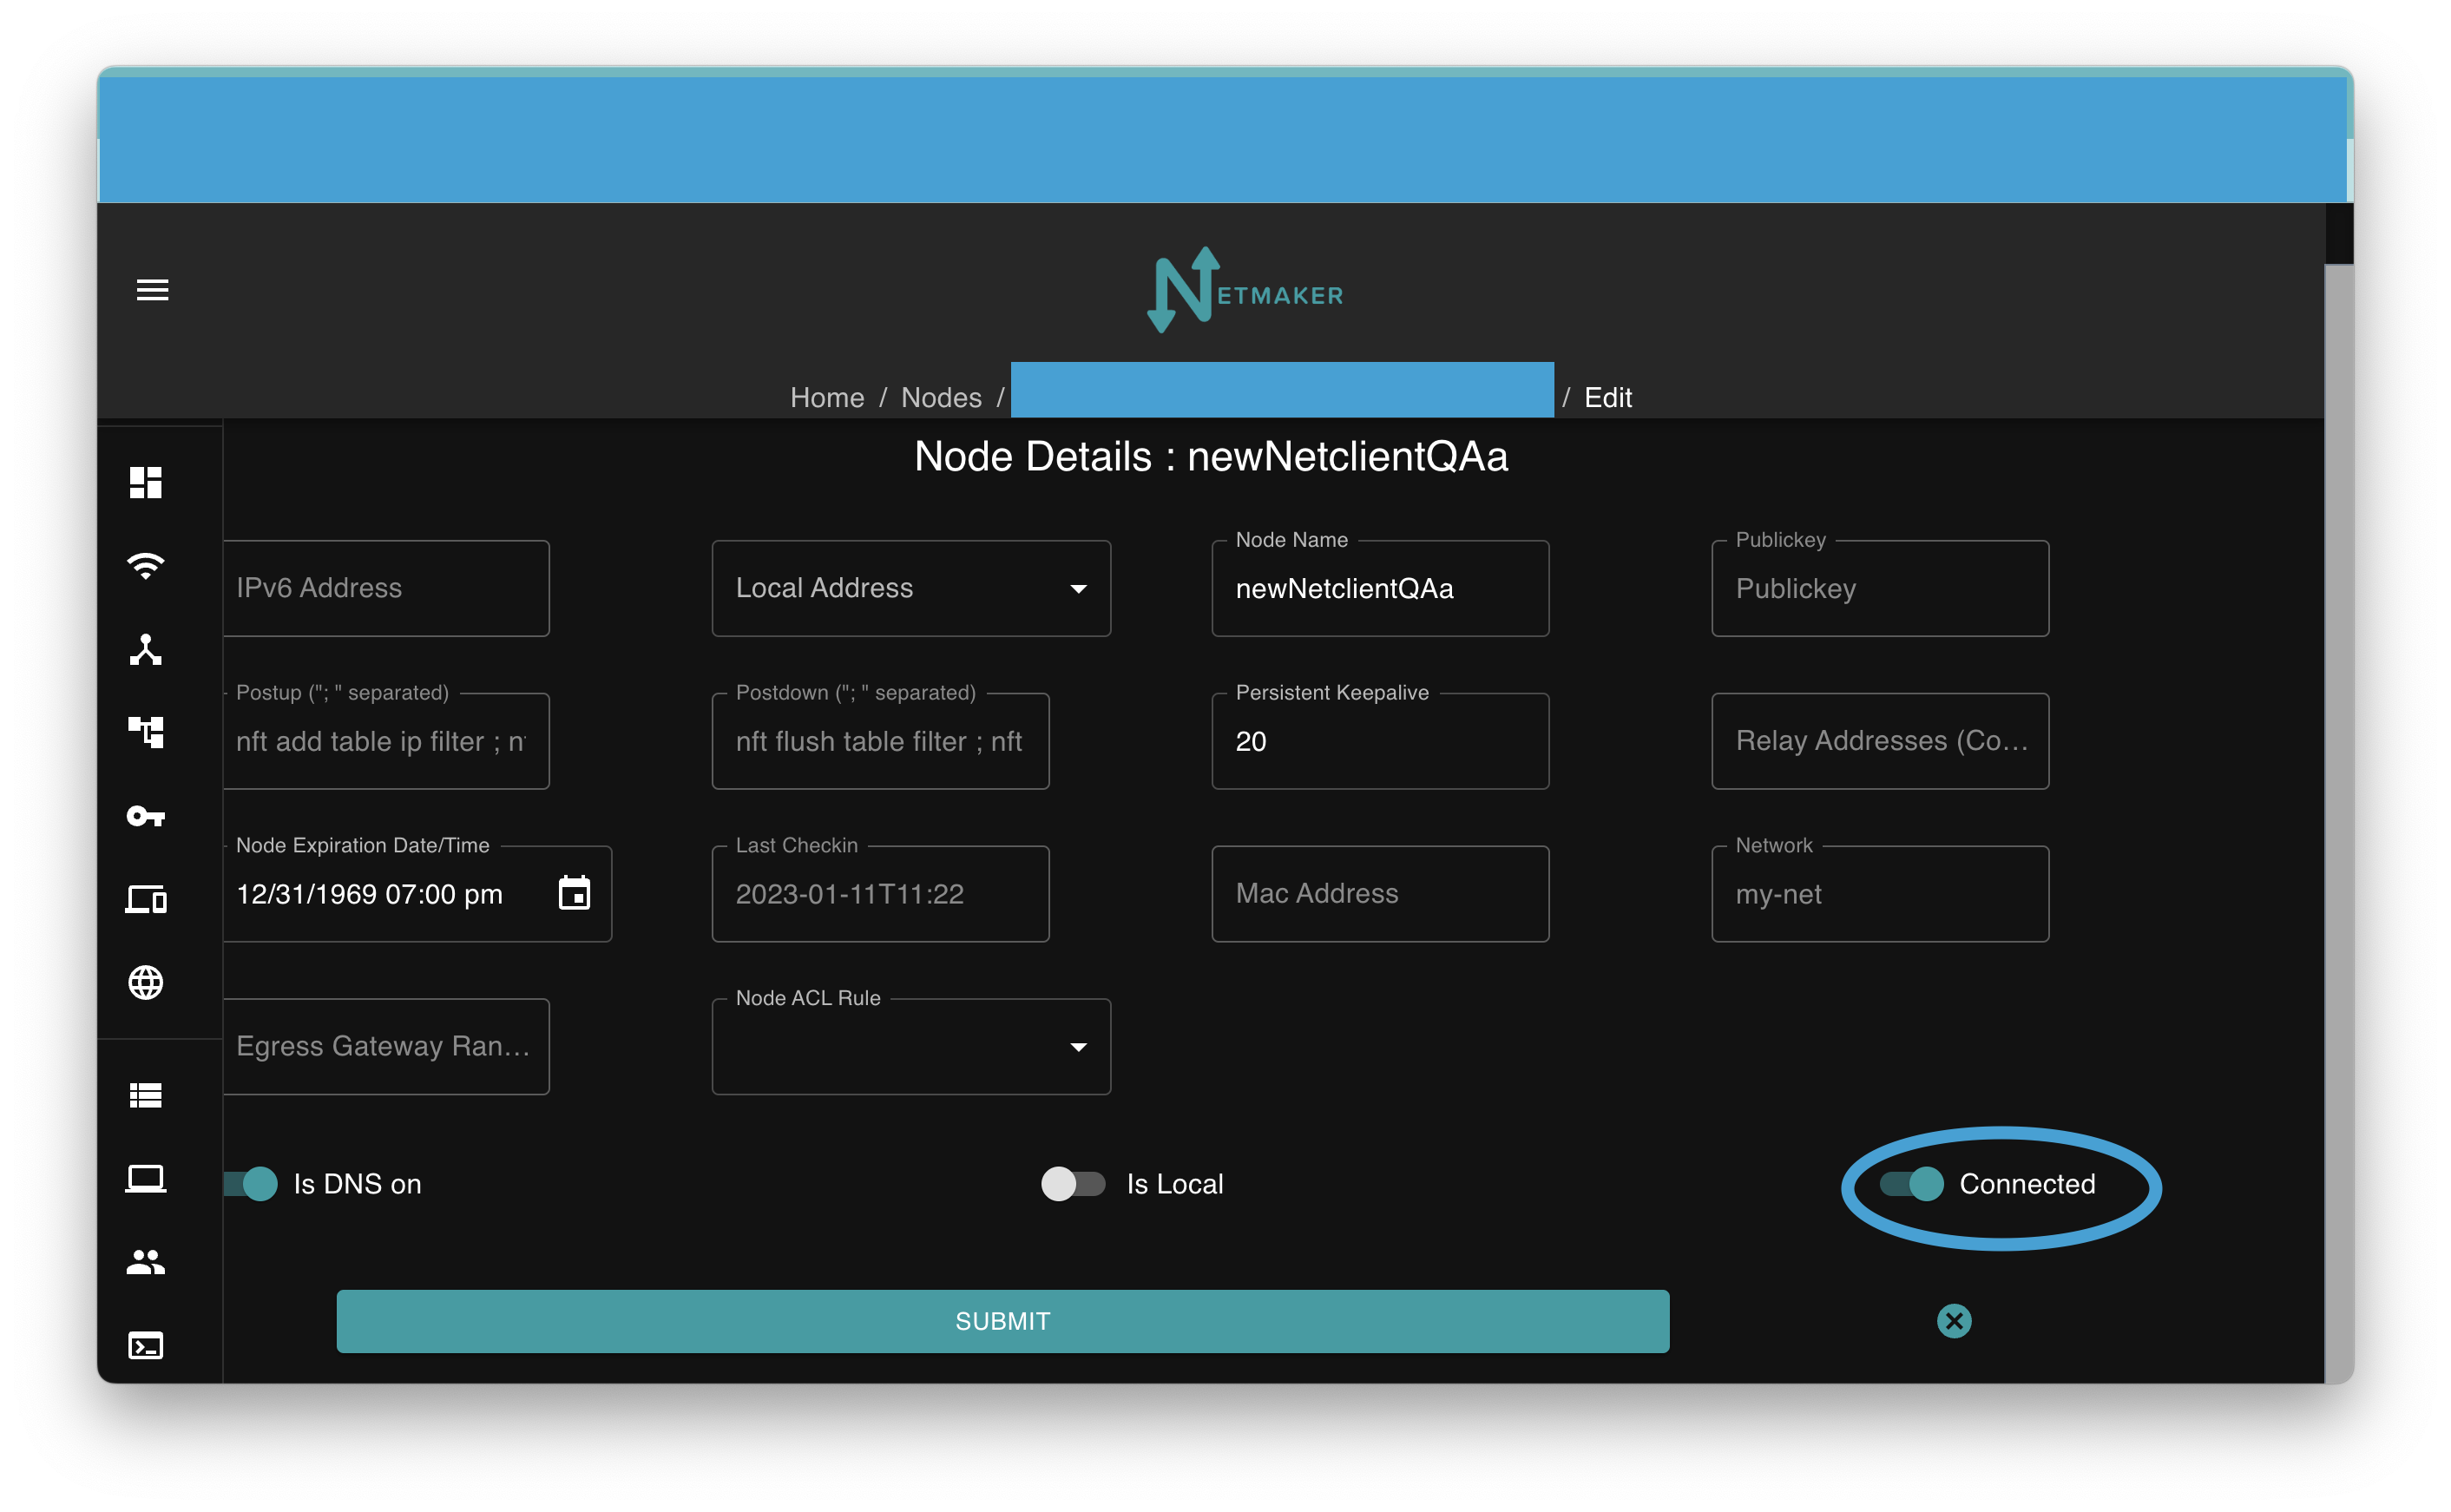 NETMAKER
Home / Nodes / / Edit
Node Details : newNetclientQAa
IPv6 Address
Local Address
Node Name
newNetclientQAa
Publickey
Publickey
Postup ("; " separated)
nft add table ip filter ; n
Postdown ("; " separated)
nft flush table filter ; nft
Persistent Keepalive
20
Relay Addresses (Co...
Node Expiration Date/Time
12/31/1969 07:00 pm
Last Checkin
2023-01-11T11:22
Mac Address
Network
my-net
Egress Gateway Ran...
Node ACL Rule
Is DNS on
Is Local
Connected
SUBMIT